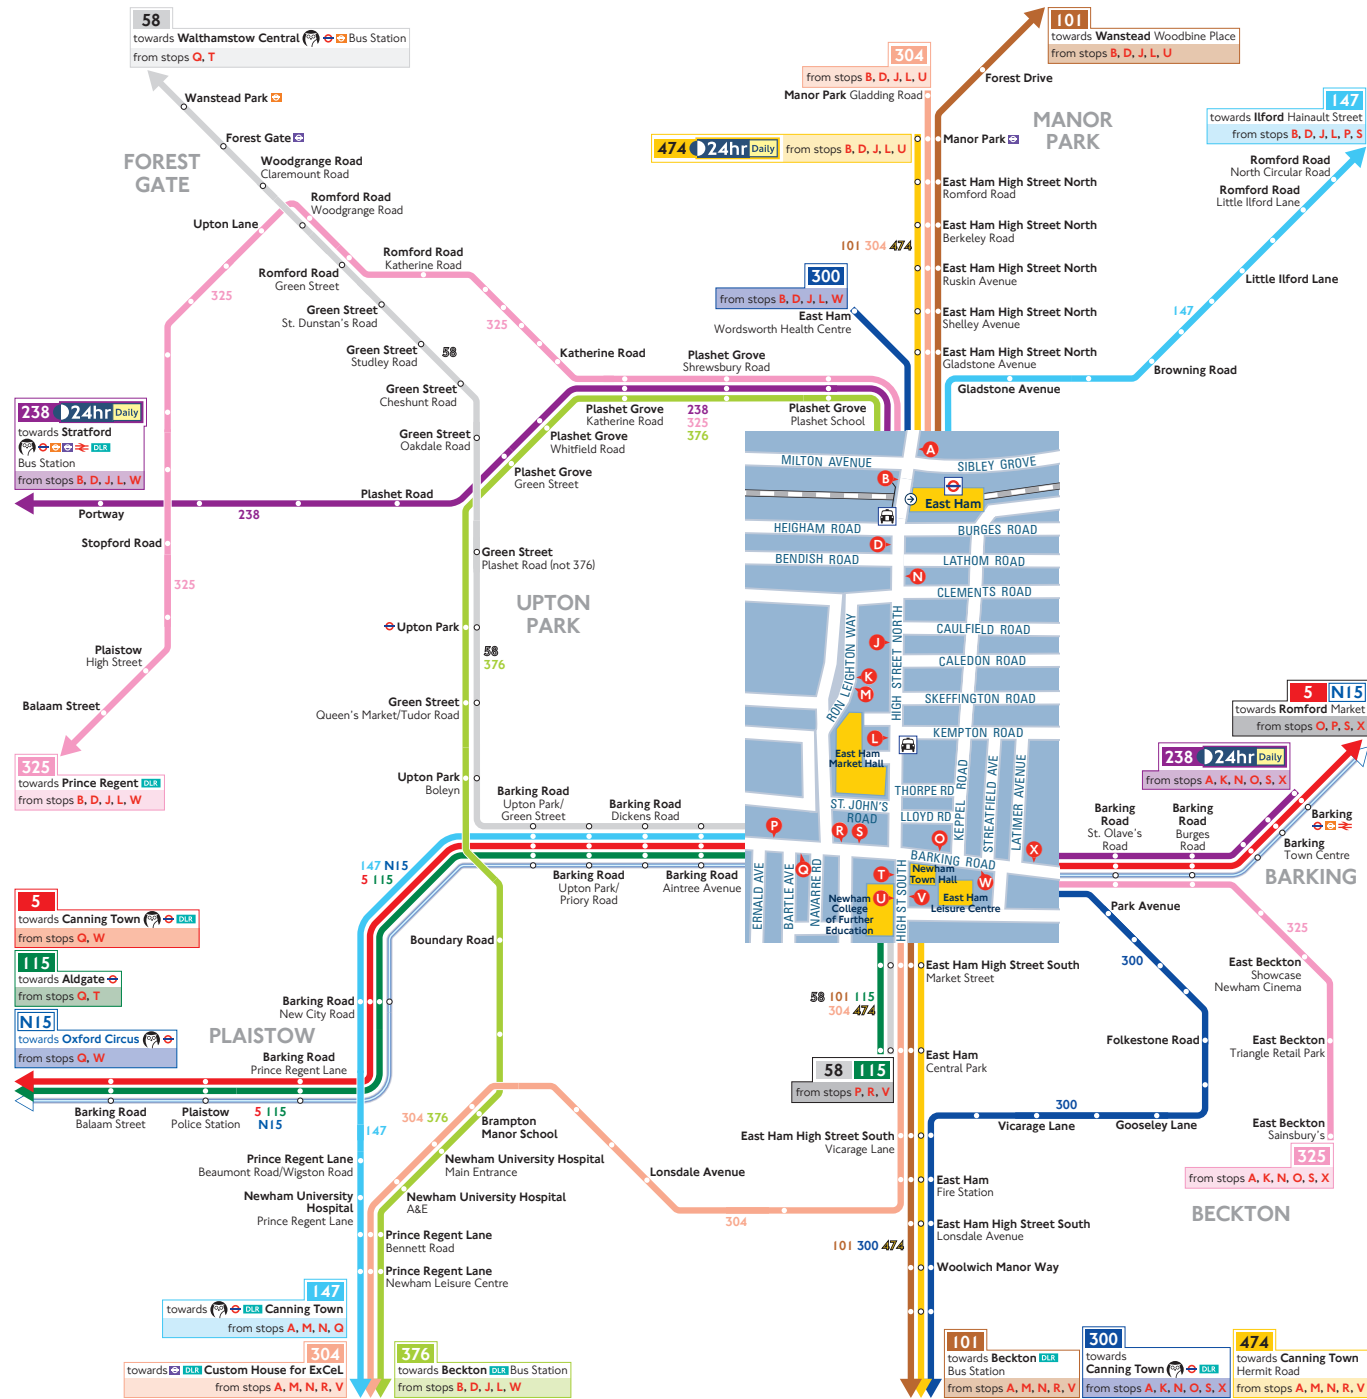 58
towards Walthamstow Central Bus Station
from stops Q, T
Wanstead Park
Forest Gate
FOREST
GATE
Woodgrange Road
Claremount Road
Romford Road
Woodgrange Road
Upton Lane
Romford Road
Katherine Road
Romford Road
Green Street
325
Green Street
St. Dunstan's Road
325
Green Street
Studley Road
58
Green Street
Cheshunt Road
Green Street
Oakdale Road
Katherine Road
Plashet Grove
Shrewsbury Road
Plashet Grove
Katherine Road
238
325
376
Plashet Grove
Plashet School
Plashet Grove
Whitfield Road
Plashet Grove
Green Street
238 24hr Daily
towards Stratford
DLR
Bus Station
from stops B, D, J, L, W
Plashet Road
Portway
238
Stopford Road
325
Green Street
Plashet Road (not 376)
UPTON
PARK
Upton Park
58
376
Plaistow
High Street
Balaam Street
Green Street
Queen's Market/Tudor Road
325
towards Prince Regent DLR
from stops B, D, J, L, W
Upton Park
Boleyn
304
from stops B, D, J, L, U
Manor Park Gladding Road
101
towards Wanstead Woodbine Place
from stops B, D, J, L, U
Forest Drive
MANOR
PARK
474 24hr Daily from stops B, D, J, L, U
Manor Park
East Ham High Street North
Romford Road
East Ham High Street North
Berkeley Road
101 304 474
East Ham High Street North
Ruskin Avenue
East Ham High Street North
Shelley Avenue
East Ham High Street North
Gladstone Avenue
300
from stops B, D, J, L, W
East Ham
Wordsworth Health Centre
147
towards Ilford Hainault Street
from stops B, D, J, L, P, S
Romford Road
North Circular Road
Romford Road
Little Ilford Lane
Little Ilford Lane
147
Browning Road
Gladstone Avenue
A
MILTON AVENUE
SIBLEY GROVE
B
East Ham
HEIGHAM ROAD
BURGES ROAD
D
BENDISH ROAD
LATHOM ROAD
N
CLEMENTS ROAD
RON LEIGHTON WAY
HIGH STREET NORTH
CAULFIELD ROAD
J
CALEDON ROAD
K
M
SKEFFINGTON ROAD
L
KEMPTON ROAD
East Ham
Market Hall
THORPE RD
KEPPEL ROAD
STREATFIELD AVE
LATIMER AVENUE
ST. JOHN'S
ROAD
LLOYD RD
P
R
S
O
X
BARKING ROAD
ERNALD AVE
BARTLE AVE
NAVARRE RD
Q
T
HIGH ST SOUTH
Newham
Town Hall
W
U
V
East Ham
Leisure Centre
Newham
College
of Further
Education
5 N15
towards Romford Market
from stops O, P, S, X
238 24hr Daily
from stops A, K, N, O, S, X
Barking
Road
St. Olave's
Road
Barking
Road
Burges
Road
Barking
Barking
Town Centre
BARKING
Park Avenue
325
300
East Beckton
Showcase
Newham Cinema
Folkestone Road
East Beckton
Triangle Retail Park
300
Vicarage Lane
Gooseley Lane
East Beckton
Sainsbury's
325
from stops A, K, N, O, S, X
BECKTON
Barking Road
Upton Park/
Green Street
Barking Road
Dickens Road
Barking Road
Upton Park/
Priory Road
Barking Road
Aintree Avenue
147 N15
5 115
5
towards Canning Town DLR
from stops Q, W
115
towards Aldgate
from stops Q, T
N15
towards Oxford Circus
from stops Q, W
Boundary Road
Barking Road
New City Road
PLAISTOW
Barking Road
Prince Regent Lane
Barking Road
Balaam Street
Plaistow
Police Station
5 115
N15
147
304 376
Brampton
Manor School
Prince Regent Lane
Beaumont Road/Wigston Road
Newham University Hospital
Main Entrance
Newham University
Hospital
Prince Regent Lane
Newham University Hospital
A&E
Prince Regent Lane
Bennett Road
Prince Regent Lane
Newham Leisure Centre
Lonsdale Avenue
304
147
towards DLR Canning Town
from stops A, M, N, Q
304
towards DLR Custom House for ExCeL
from stops A, M, N, R, V
376
towards Beckton DLR Bus Station
from stops B, D, J, L, W
East Ham High Street South
Market Street
58 101 115
304 474
East Ham
Central Park
58 115
from stops P, R, V
East Ham High Street South
Vicarage Lane
East Ham
Fire Station
East Ham High Street South
Lonsdale Avenue
101 300 474
Woolwich Manor Way
101
towards Beckton DLR
Bus Station
from stops A, M, N, R, V
300
towards
Canning Town DLR
from stops A, K, N, O, S, X
474
towards Canning Town
Hermit Road
from stops A, M, N, R, V